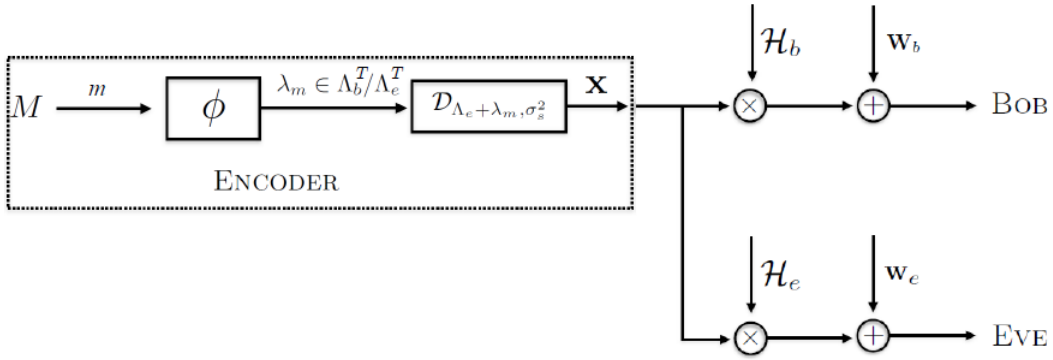 M m ϕ λ_m ∈ Λ_b^T/Λ_e^T 𝒟_{Λ_e+λ_m,σ_s^2} X
ENCODER
ℋ_b w_b
× + BOB
ℋ_e w_e
× + EVE